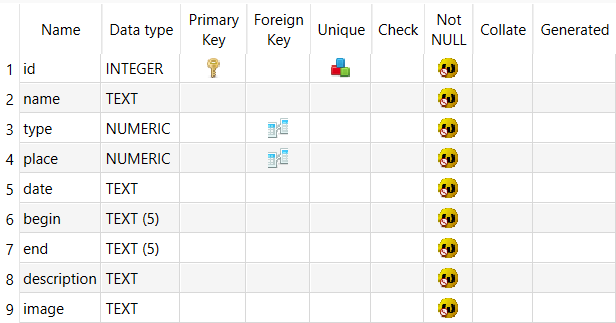 Name Data type Primary Key Foreign Key Unique Check Not NULL Collate Generated
1 id INTEGER
2 name TEXT
3 type NUMERIC
4 place NUMERIC
5 date TEXT
6 begin TEXT (5)
7 end TEXT (5)
8 description TEXT
9 image TEXT